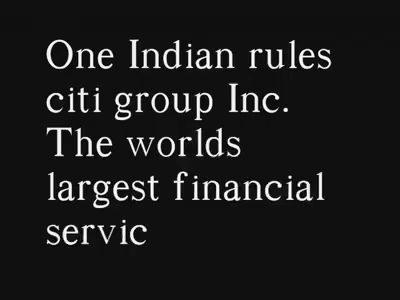 One Indian rules
citi group Inc.
The worlds
largest financial
servic